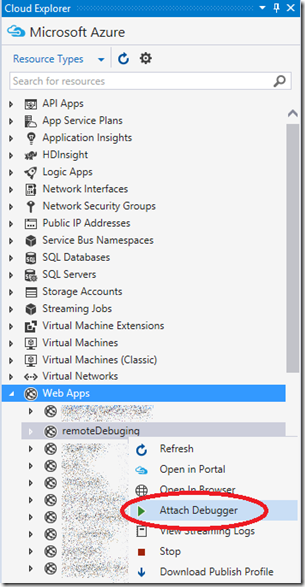 Cloud Explorer
Microsoft Azure
Resource Types
Search for resources
API Apps
App Service Plans
Application Insights
HDInsight
Logic Apps
Network Interfaces
Network Security Groups
Public IP Addresses
Service Bus Namespaces
SQL Databases
SQL Servers
Storage Accounts
Streaming Jobs
Virtual Machine Extensions
Virtual Machines
Virtual Machines (Classic)
Virtual Networks
Web Apps
remoteDebuging
Refresh
Open in Portal
Open In Browser
Attach Debugger
View Streaming Logs
Stop
Download Publish Profile